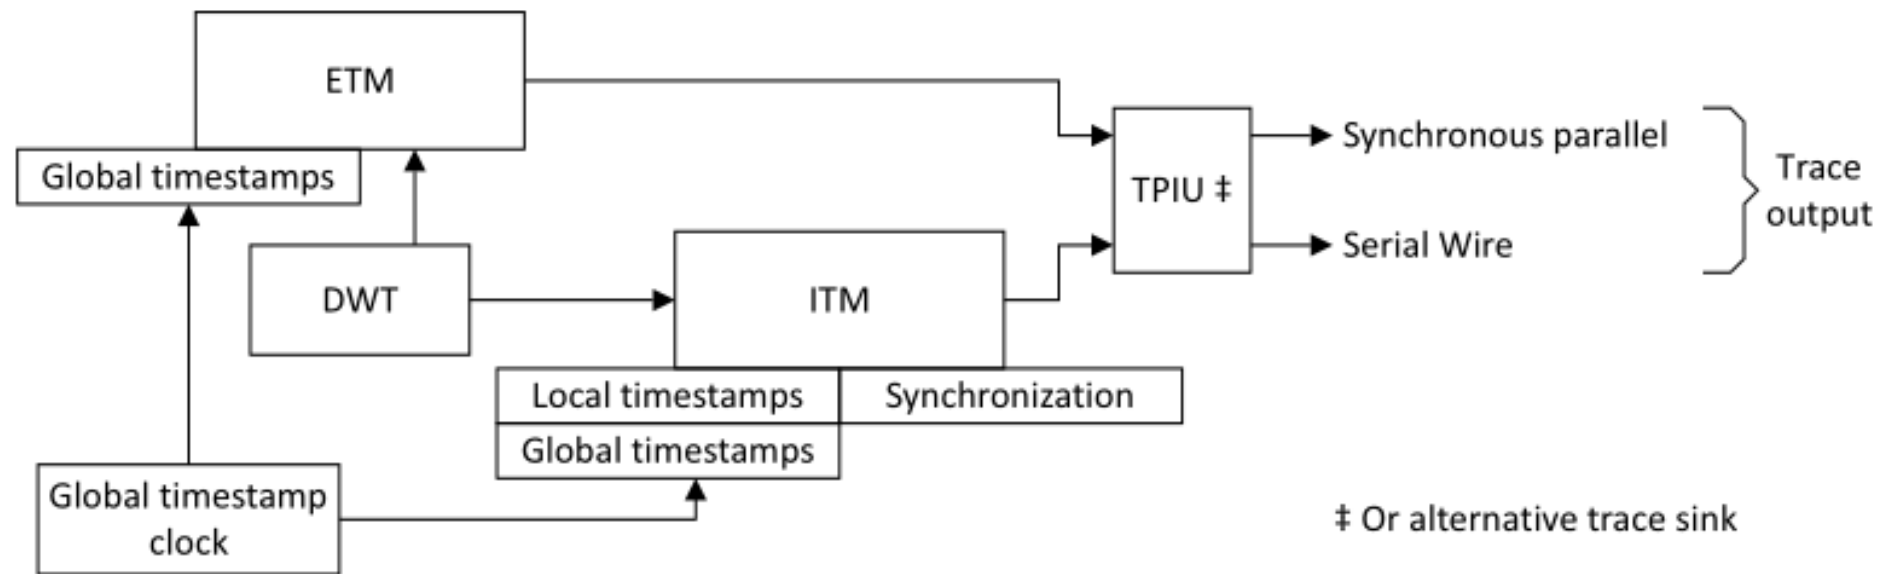 ETM
Global timestamps
TPIU ‡
Synchronous parallel
Serial Wire
Trace
output
DWT
ITM
Local timestamps
Synchronization
Global timestamps
Global timestamp
clock
‡ Or alternative trace sink